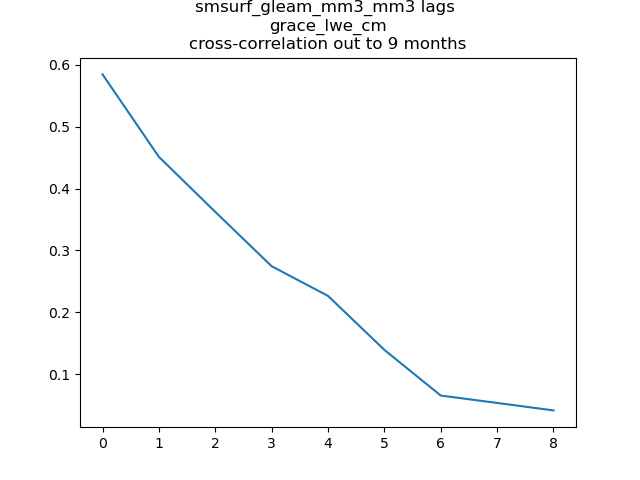 smsurf_gleam_mm3_mm3 lags
grace_lwe_cm
cross-correlation out to 9 months
0.6
0.5
0.4
0.3
0.2
0.1
0 1 2 3 4 5 6 7 8